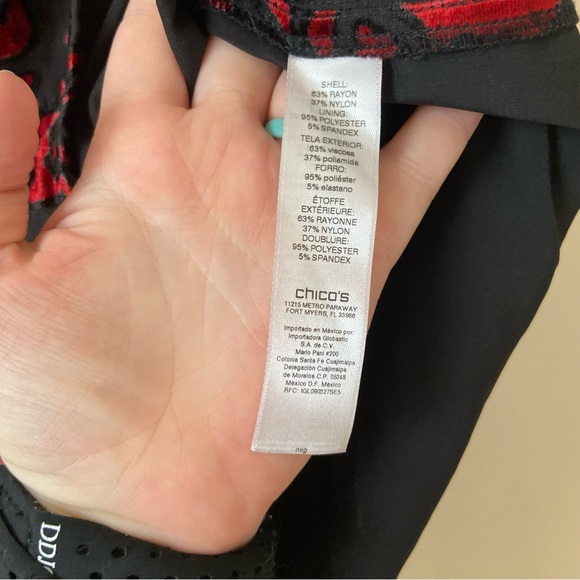 SHELL:
63% RAYON
37% NYLON
LINING:
95% POLYESTER
5% SPANDEX
TELA EXTERIOR:
63% viscosa
37% poliamida
FORRO:
95% poliéster
5% elastano
ÉTOFFE
EXTÉRIEURE:
63% RAYONNE
37% NYLON
DOUBLURE:
95% POLYESTER
5% SPANDEX
chico's
11215 METRO PARKWAY
FORT MYERS, FL 33966
Importado en México por:
Importadora Globastic
S.A. de C.V.
Mario Pani #200
Colonia Santa Fe Cuajimalpa
Delegación Cuajimalpa
de Morelos C.P. 05348
México D.F. México
RFC: IGL090327SE5
DD